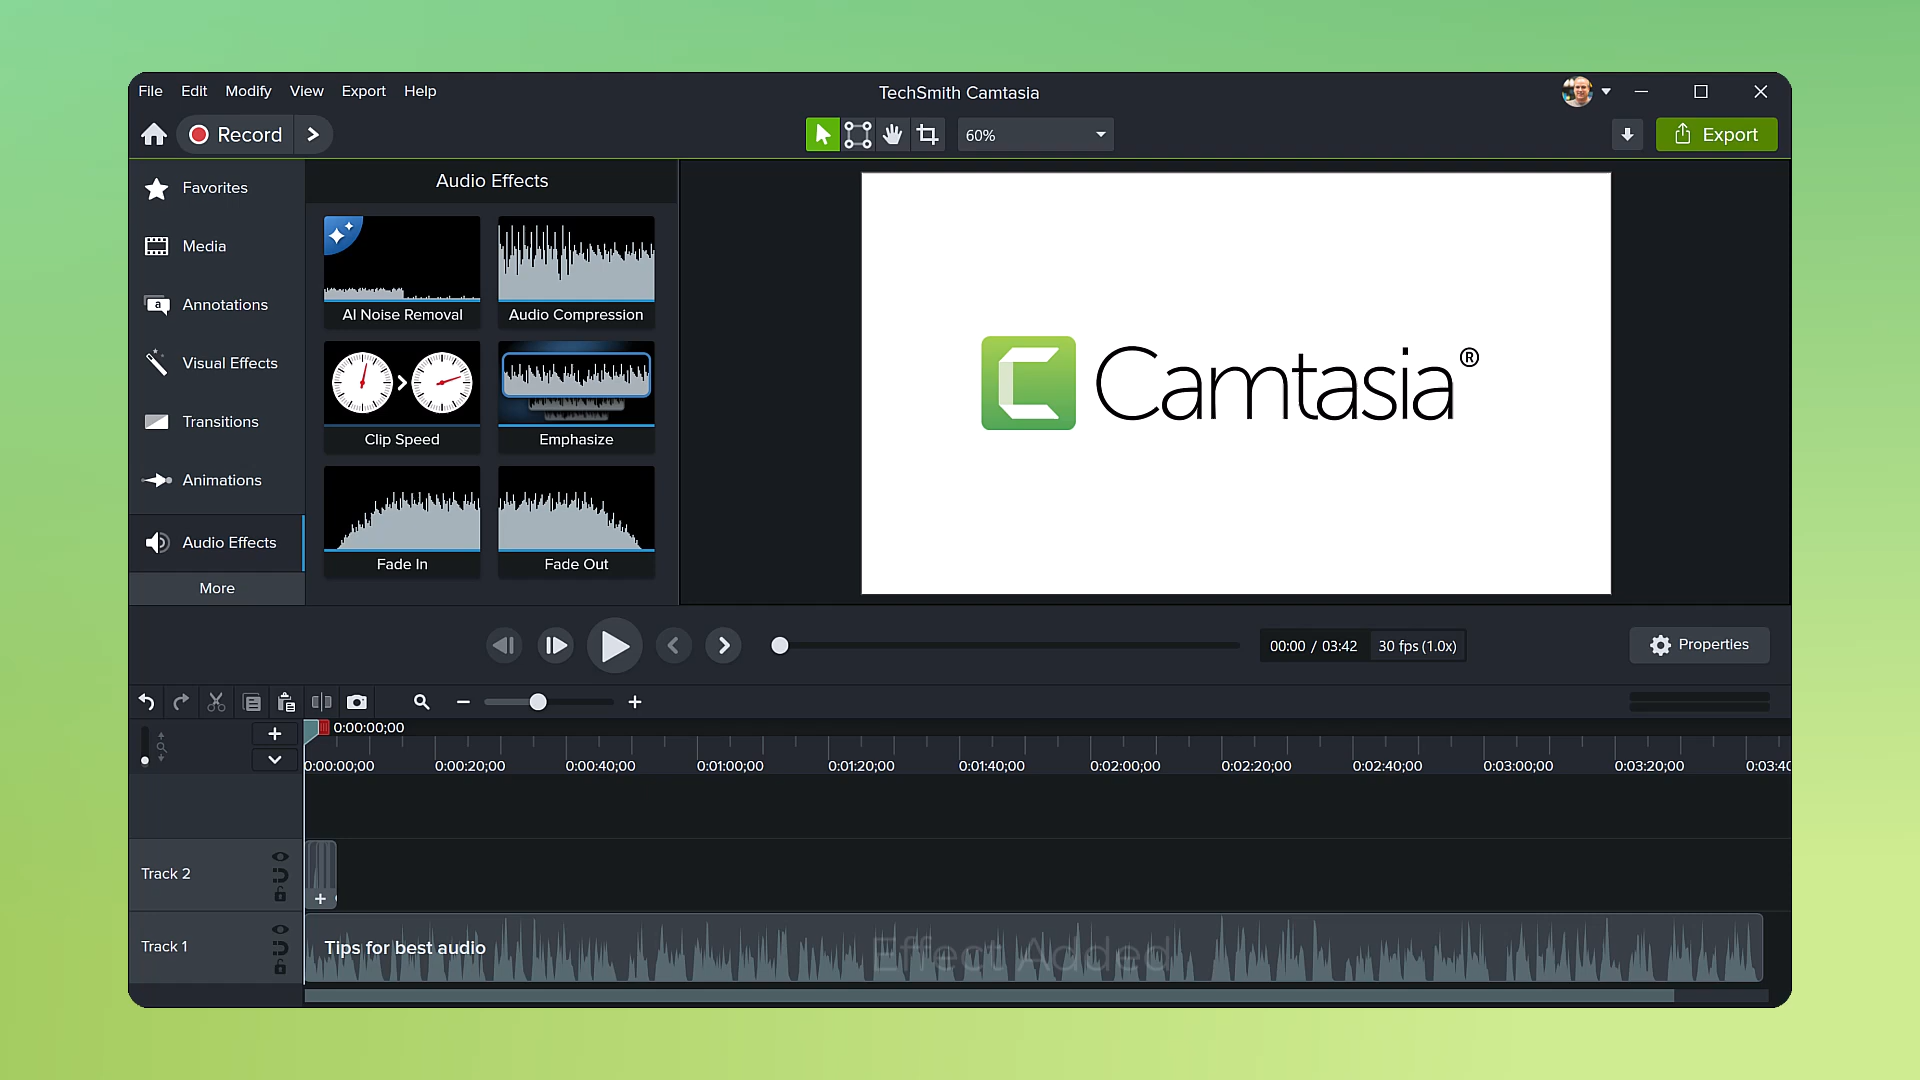 File Edit Modify View Export Help
TechSmith Camtasia
Record
60%
Export
Favorites
Media
Annotations
Visual Effects
Transitions
Animations
Audio Effects
More
Audio Effects
AI Noise Removal
Audio Compression
Clip Speed
Emphasize
Fade In
Fade Out
Camtasia®
00:00 / 03:42
30 fps (1.0x)
Properties
0:00:00;00
0:00:00;00 0:00:20;00 0:00:40;00 0:01:00;00 0:01:20;00 0:01:40;00 0:02:00;00 0:02:20;00 0:02:40;00 0:03:00;00 0:03:20;00 0:03:40
Track 2
Track 1
Tips for best audio
Effect Added